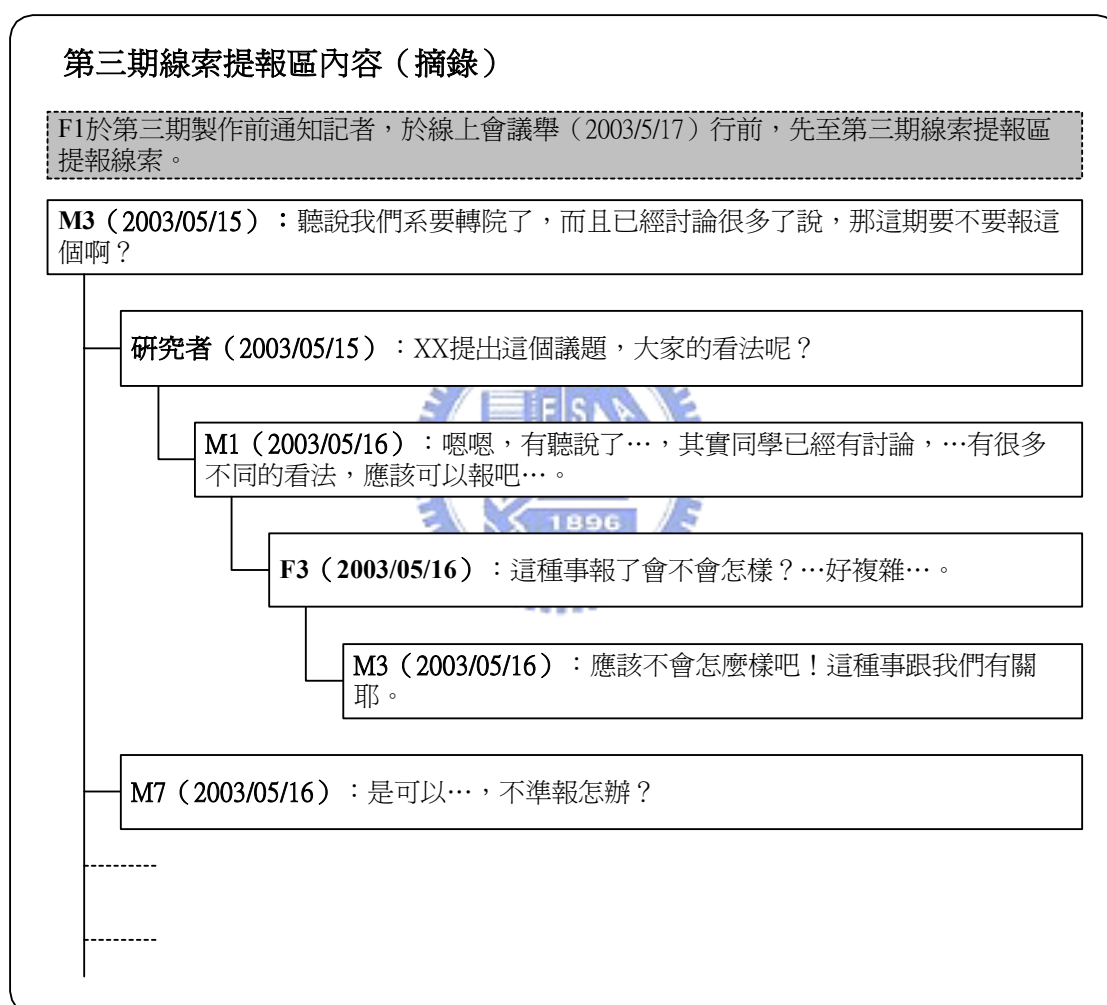 第三期線索提報區內容（摘錄）
F1於第三期製作前通知記者，於線上會議舉（2003/5/17）行前，先至第三期線索提報區
提報線索。
M3（2003/05/15）：聽說我們系要轉院了，而且已經討論很多了說，那這期要不要報這
個啊？
研究者（2003/05/15）：XX提出這個議題，大家的看法呢？
ESA
M1（2003/05/16）：嗯嗯，有聽說了…，其實同學已經有討論，…有很多
不同的看法，應該可以報吧…。
1896
F3（2003/05/16）：這種事報了會不會怎樣？…好複雜…。
M3（2003/05/16）：應該不會怎麼樣吧！這種事跟我們有關
耶。
M7（2003/05/16）：是可以…，不準報怎辦？